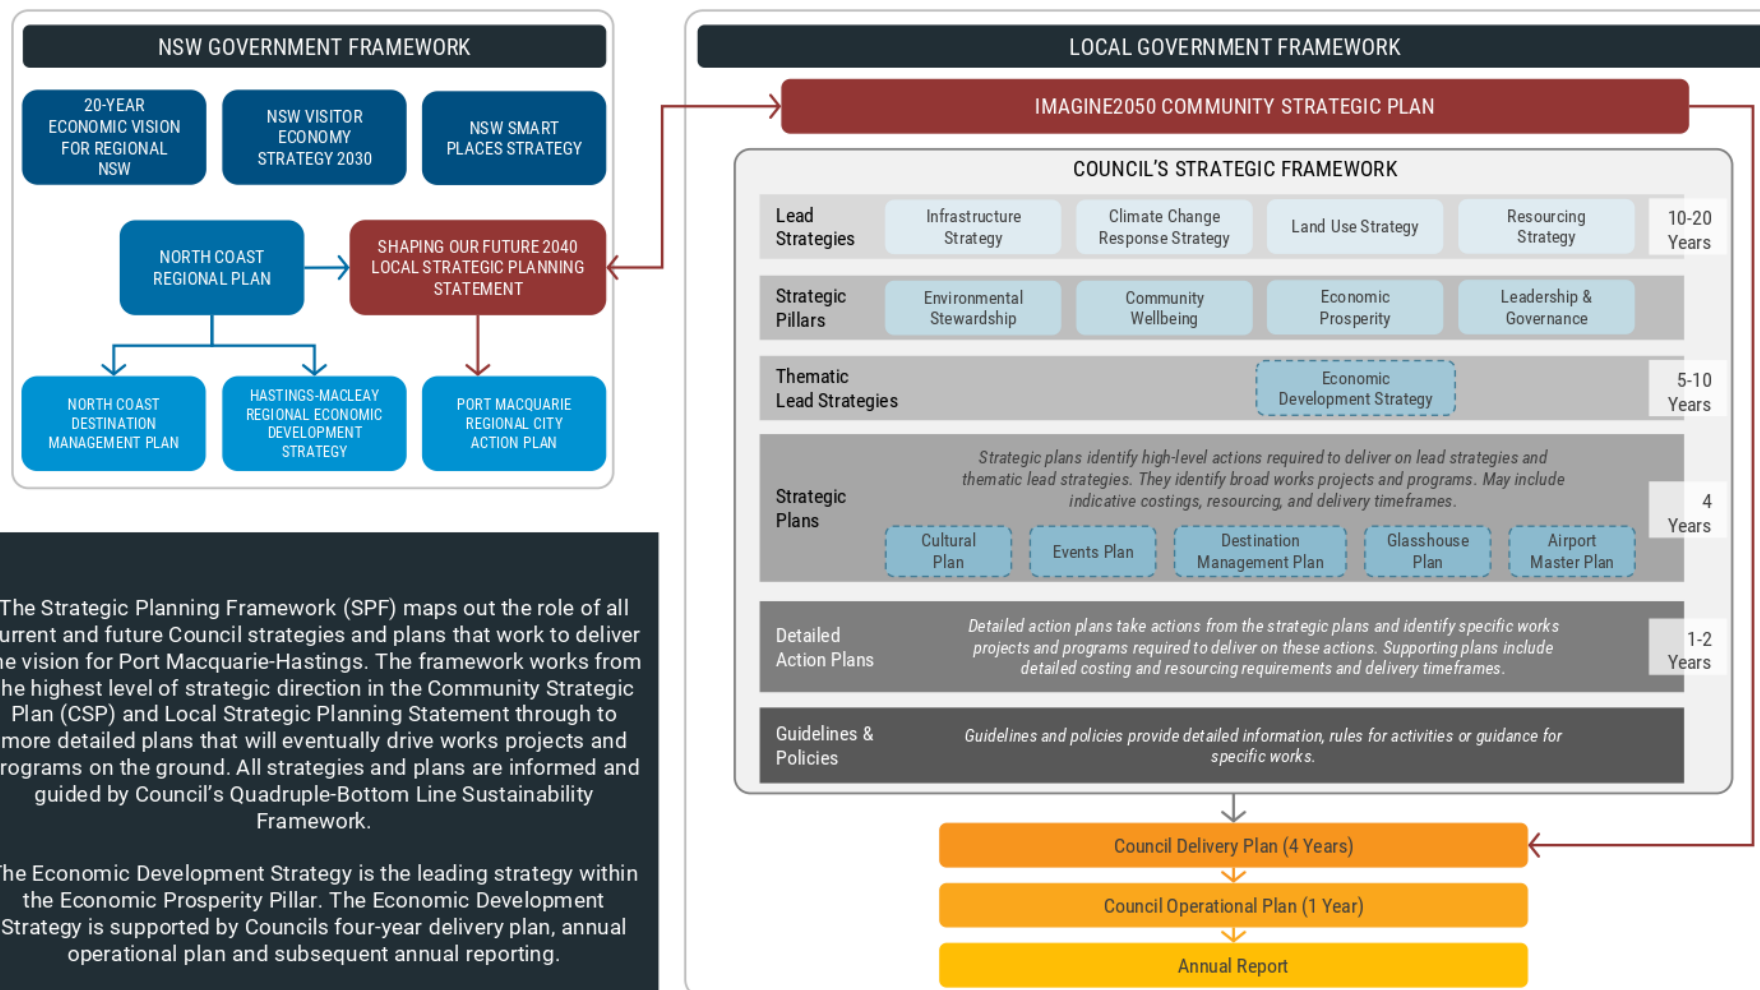 NSW GOVERNMENT FRAMEWORK
20-YEAR
ECONOMIC VISION
FOR REGIONAL
NSW
NSW VISITOR
ECONOMY
STRATEGY 2030
NSW SMART
PLACES STRATEGY
NORTH COAST
REGIONAL PLAN
SHAPING OUR FUTURE 2040
LOCAL STRATEGIC PLANNING
STATEMENT
NORTH COAST
DESTINATION
MANAGEMENT PLAN
HASTINGS-MACLEAY
REGIONAL ECONOMIC
DEVELOPMENT
STRATEGY
PORT MACQUARIE
REGIONAL CITY
ACTION PLAN
The Strategic Planning Framework (SPF) maps out the role of all
urrent and future Council strategies and plans that work to deliver
he vision for Port Macquarie-Hastings. The framework works from
he highest level of strategic direction in the Community Strategic
Plan (CSP) and Local Strategic Planning Statement through to
more detailed plans that will eventually drive works projects and
rograms on the ground. All strategies and plans are informed and
guided by Council's Quadruple-Bottom Line Sustainability
Framework.
The Economic Development Strategy is the leading strategy within
the Economic Prosperity Pillar. The Economic Development
Strategy is supported by Councils four-year delivery plan, annual
operational plan and subsequent annual reporting.
LOCAL GOVERNMENT FRAMEWORK
IMAGINE2050 COMMUNITY STRATEGIC PLAN
COUNCIL'S STRATEGIC FRAMEWORK
Lead
Strategies
Infrastructure
Strategy
Climate Change
Response Strategy
Land Use Strategy
Resourcing
Strategy
10-20
Years
Strategic
Pillars
Environmental
Stewardship
Community
Wellbeing
Economic
Prosperity
Leadership &
Governance
Thematic
Lead Strategies
Economic
Development Strategy
5-10
Years
Strategic
Plans
Strategic plans identify high-level actions required to deliver on lead strategies and
thematic lead strategies. They identify broad works projects and programs. May include
indicative costings, resourcing, and delivery timeframes.
Cultural
Plan
Events Plan
Destination
Management Plan
Glasshouse
Plan
Airport
Master Plan
4
Years
Detailed
Action Plans
Detailed action plans take actions from the strategic plans and identify specific works
projects and programs required to deliver on these actions. Supporting plans include
detailed costing and resourcing requirements and delivery timeframes.
1-2
Years
Guidelines &
Policies
Guidelines and policies provide detailed information, rules for activities or guidance for
specific works.
Council Delivery Plan (4 Years)
Council Operational Plan (1 Year)
Annual Report